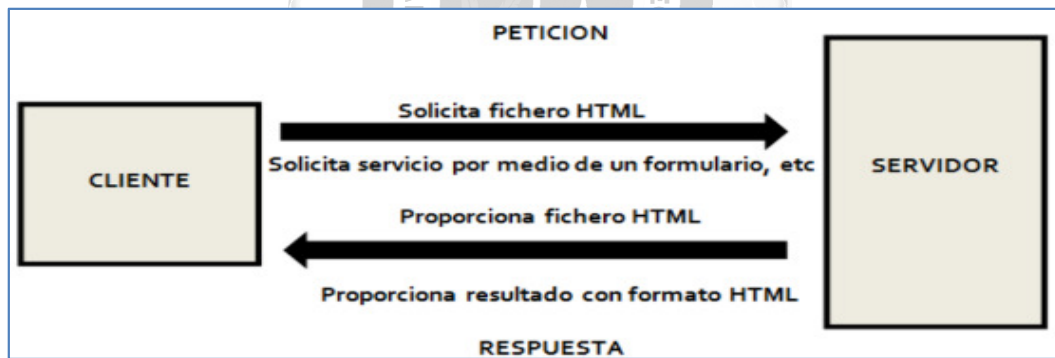 PETICION
Solicita fichero HTML
Solicita servicio por medio de un formulario, etc
CLIENTE
SERVIDOR
Proporciona fichero HTML
Proporciona resultado con formato HTML
RESPUESTA